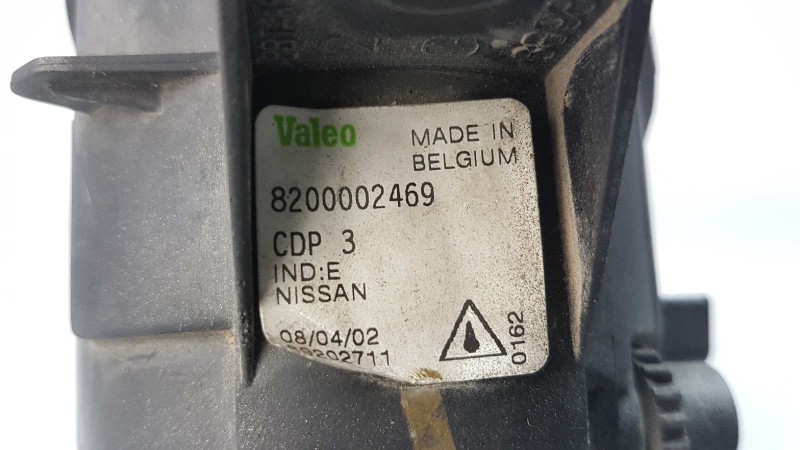 Valeo
MADE IN
BELGIUM
8200002469
CDP 3
IND:E
NISSAN
08/04/02
0162